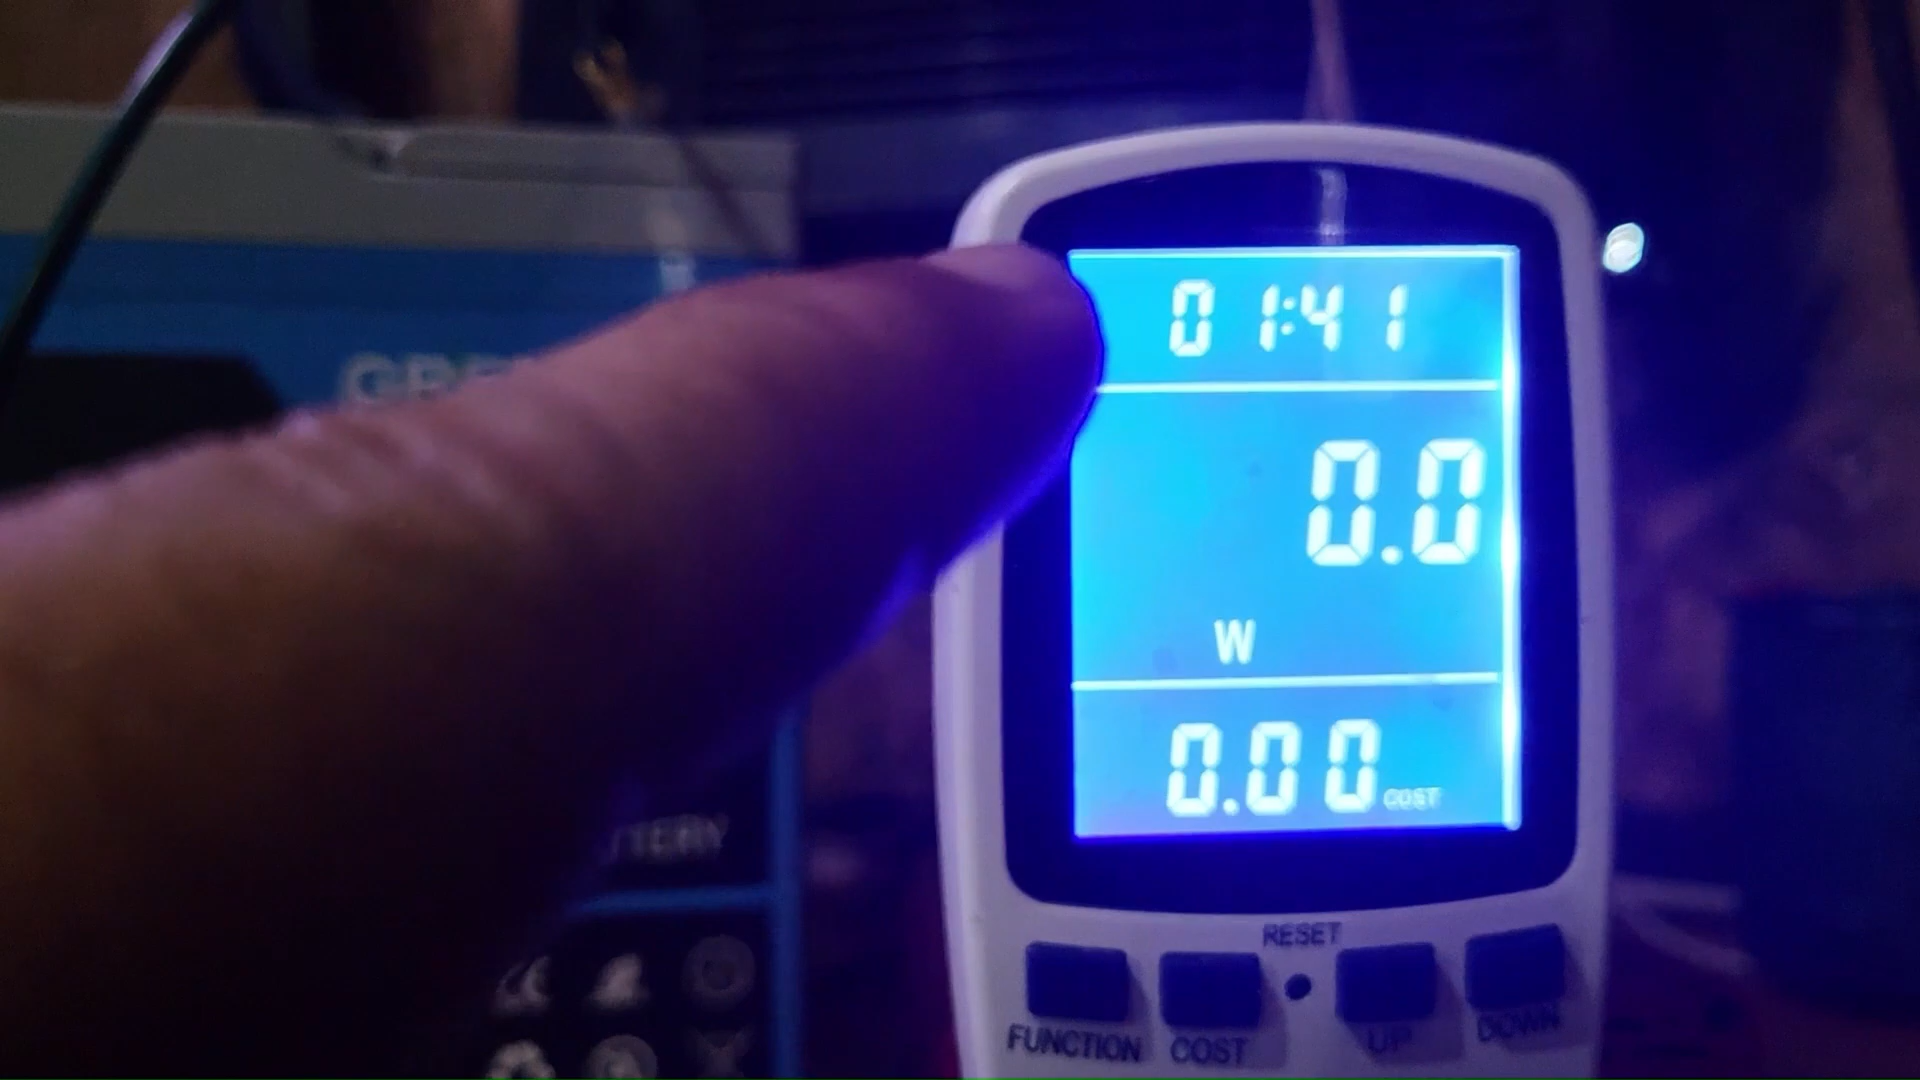 01:41
0.0
W
0.00 COST
RESET
FUNCTION COST UP DOWN